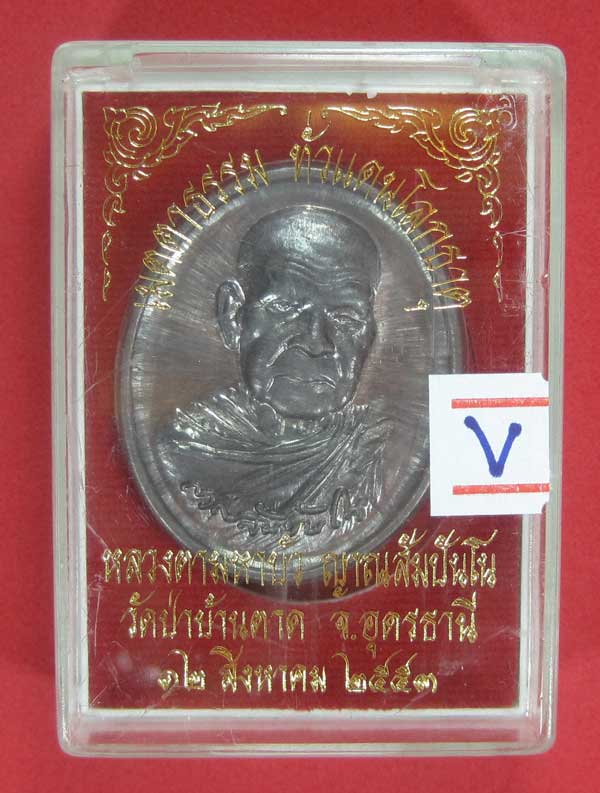 เมตตาธรรม ทั่วแดนโลกธาตุ
V
หลวงตามหาบัว ญาณสัมปันโน
วัดป่าบ้านตาด จ.อุดรธานี
๑๒ สิงหาคม ๒๕๕๓